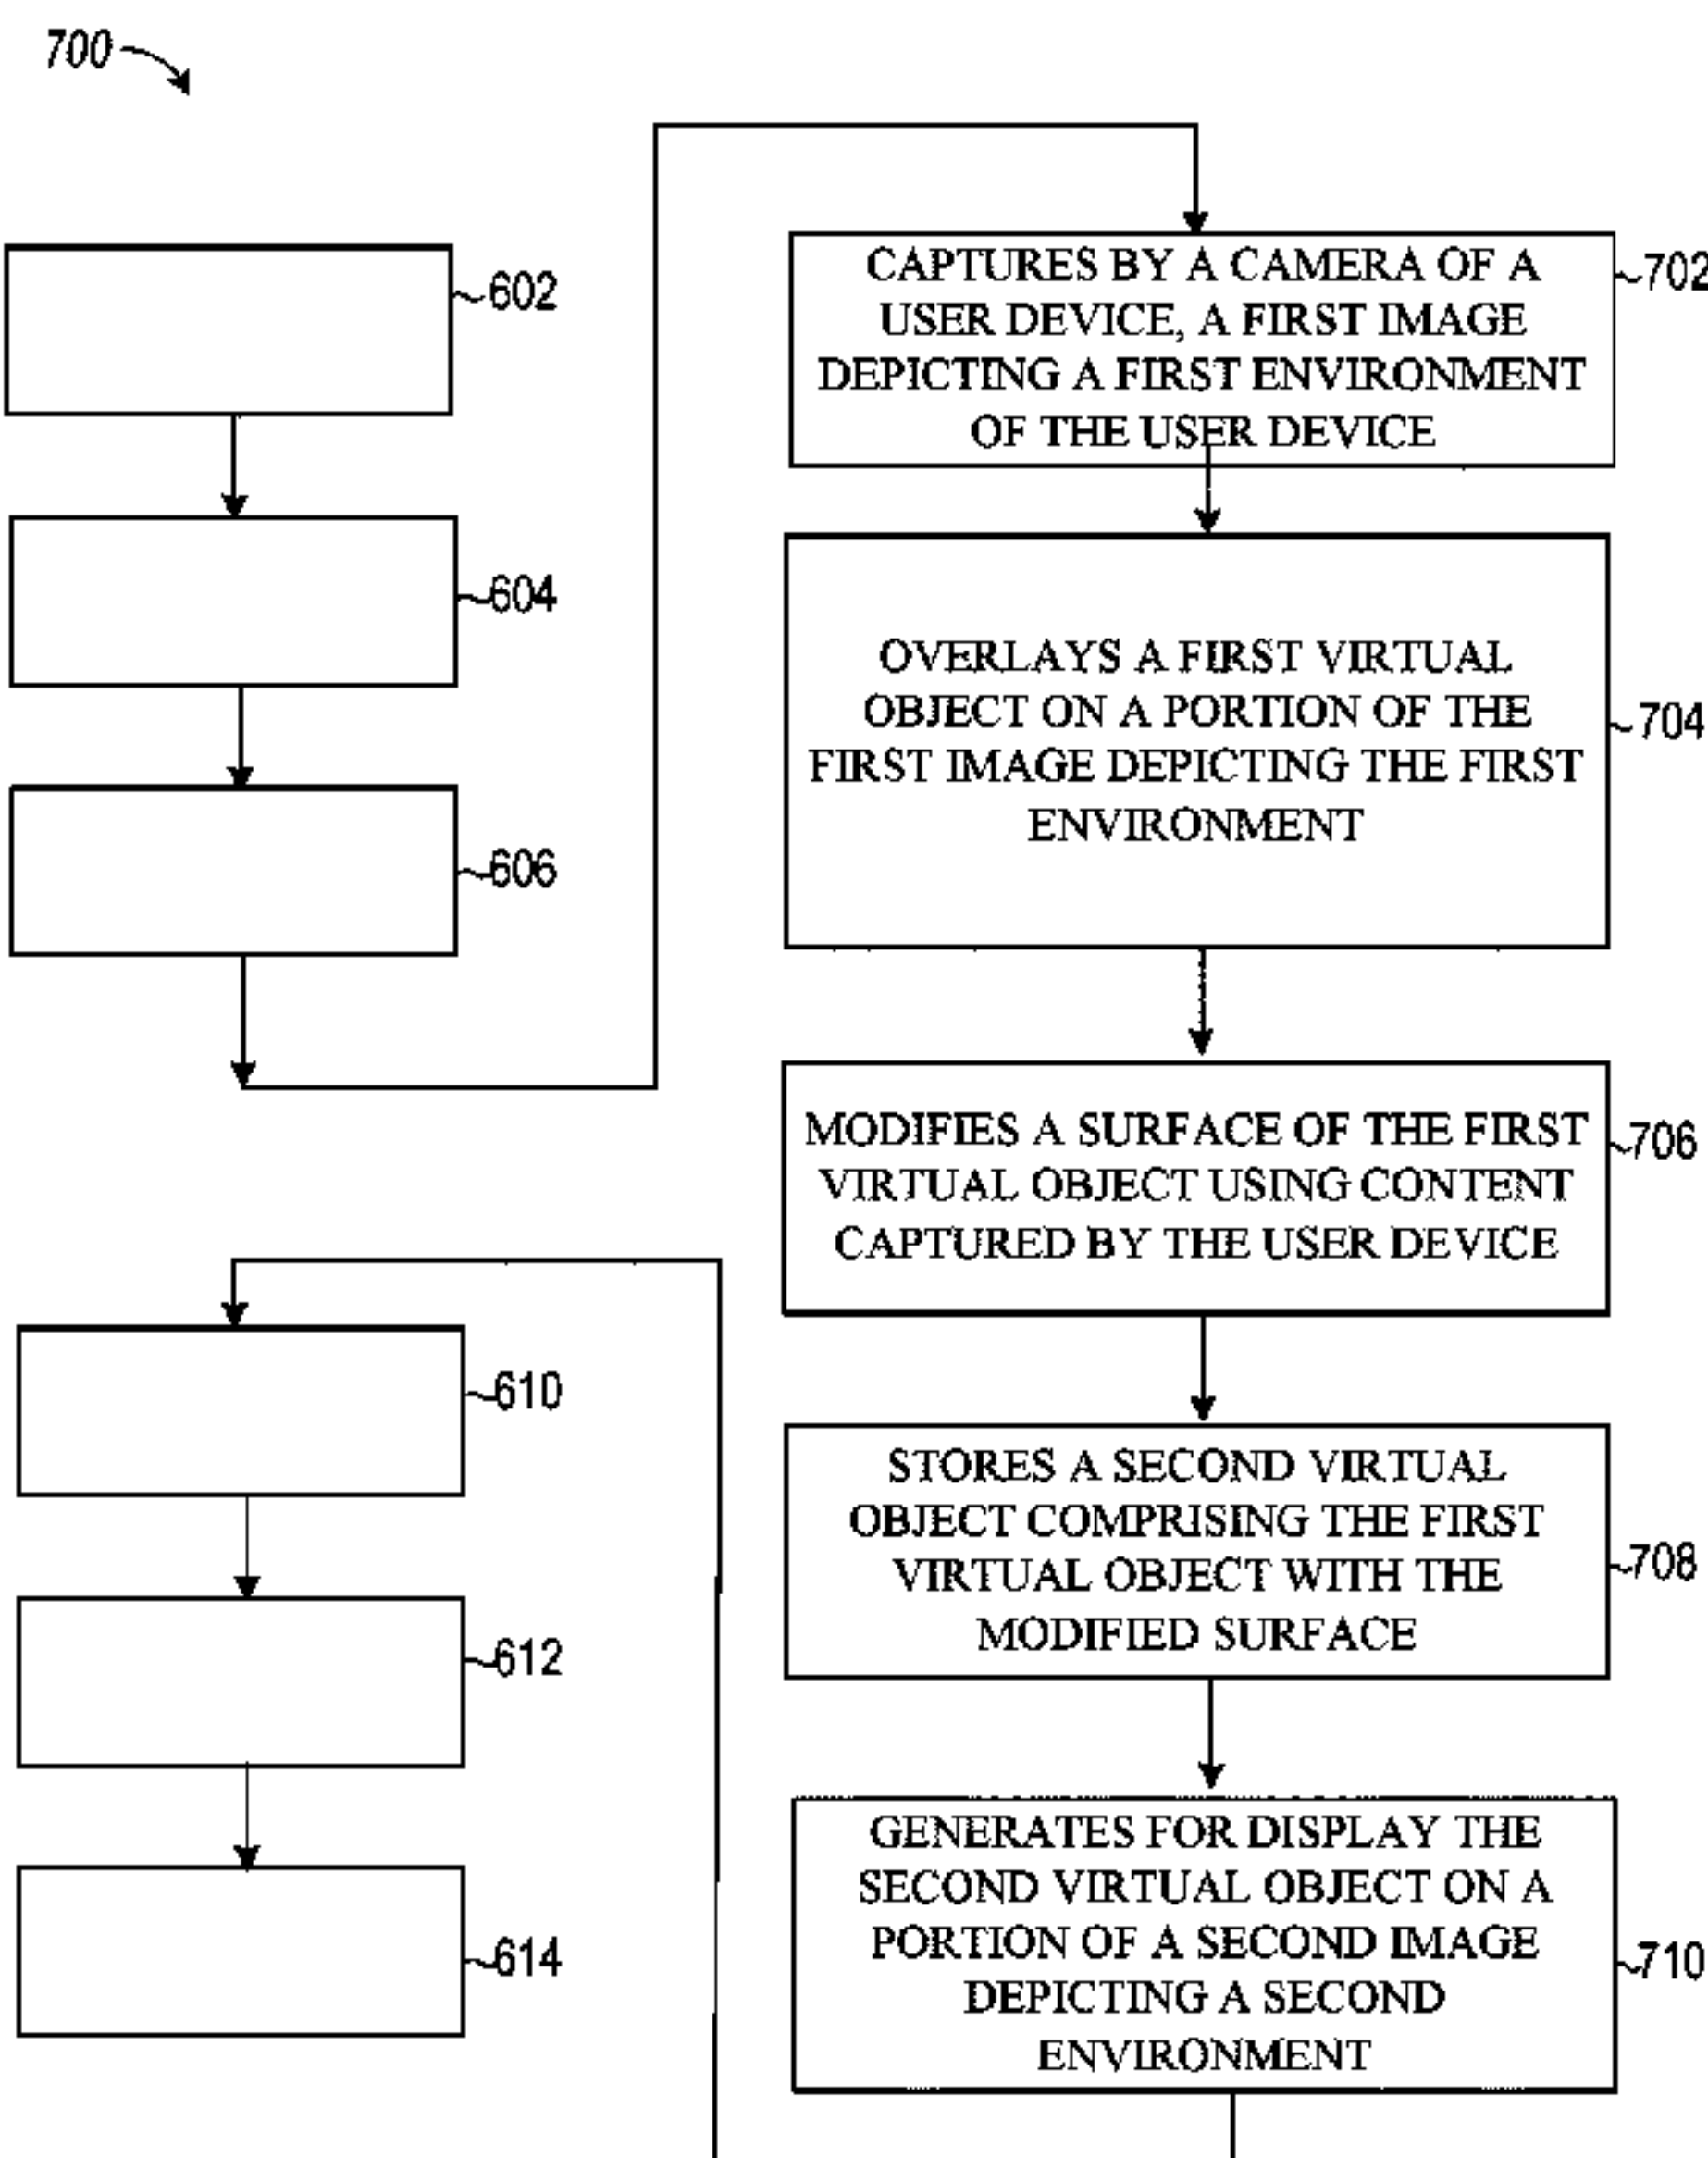 700
602
604
606
CAPTURES BY A CAMERA OF A
USER DEVICE, A FIRST IMAGE
DEPICTING A FIRST ENVIRONMENT
OF THE USER DEVICE
702
OVERLAYS A FIRST VIRTUAL
OBJECT ON A PORTION OF THE
FIRST IMAGE DEPICTING THE FIRST
ENVIRONMENT
704
MODIFIES A SURFACE OF THE FIRST
VIRTUAL OBJECT USING CONTENT
CAPTURED BY THE USER DEVICE
706
STORES A SECOND VIRTUAL
OBJECT COMPRISING THE FIRST
VIRTUAL OBJECT WITH THE
MODIFIED SURFACE
708
GENERATES FOR DISPLAY THE
SECOND VIRTUAL OBJECT ON A
PORTION OF A SECOND IMAGE
DEPICTING A SECOND
ENVIRONMENT
710
610
612
614